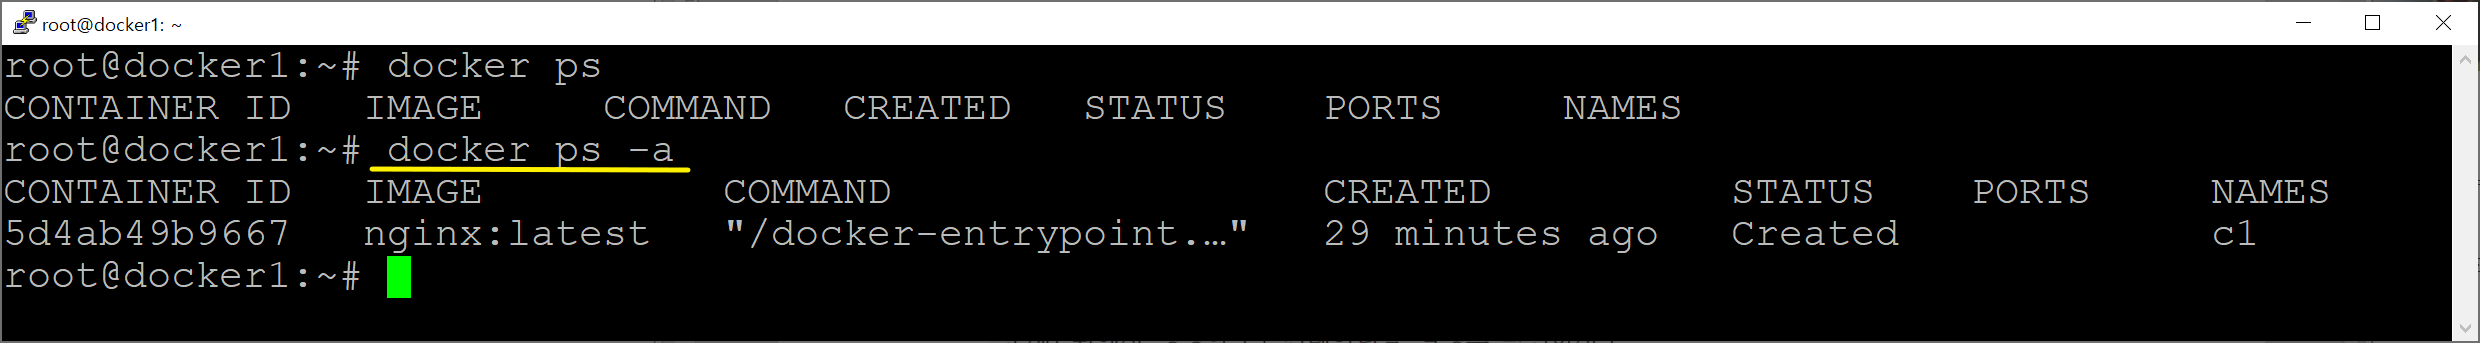 root@docker1: ~
root@docker1:~# docker ps
CONTAINER ID   IMAGE     COMMAND   CREATED   STATUS    PORTS     NAMES
root@docker1:~# docker ps -a
CONTAINER ID   IMAGE          COMMAND                  CREATED          STATUS    PORTS     NAMES
5d4ab49b9667   nginx:latest   "/docker-entrypoint.…"   29 minutes ago   Created             c1
root@docker1:~#